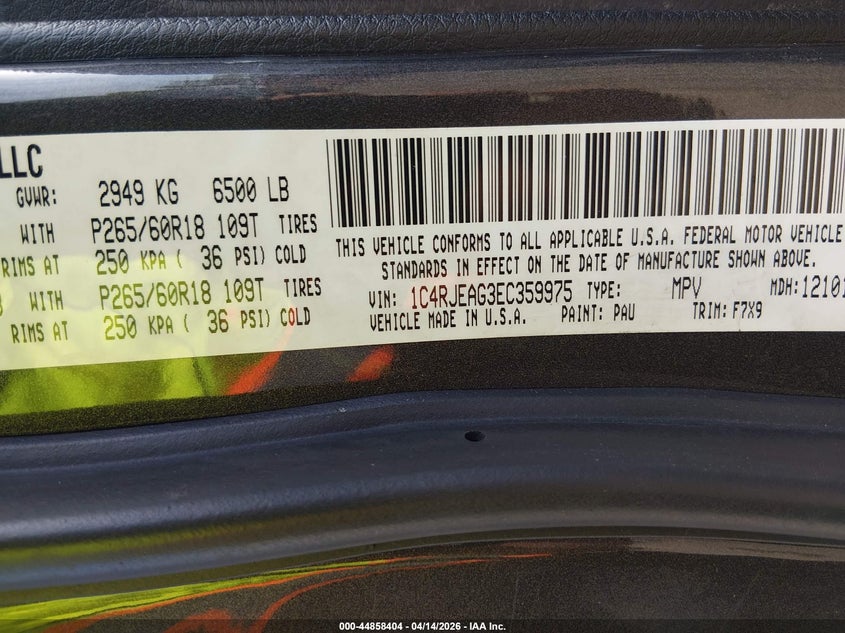 LLC
GVWR: 2949 KG 6500 LB
WITH P265/60R18 109T TIRES
RIMS AT 250 KPA ( 36 PSI) COLD
WITH P265/60R18 109T TIRES
RIMS AT 250 KPA ( 36 PSI) COLD
THIS VEHICLE CONFORMS TO ALL APPLICABLE U.S.A. FEDERAL MOTOR VEHICLE
STANDARDS IN EFFECT ON THE DATE OF MANUFACTURE SHOWN ABOVE.
VIN: 1C4RJEAG3EC359975 TYPE: MPV MDH: 12101
VEHICLE MADE IN U.S.A. PAINT: PAU TRIM: F7X9
000-44858404 - 04/14/2026 - IAA Inc.